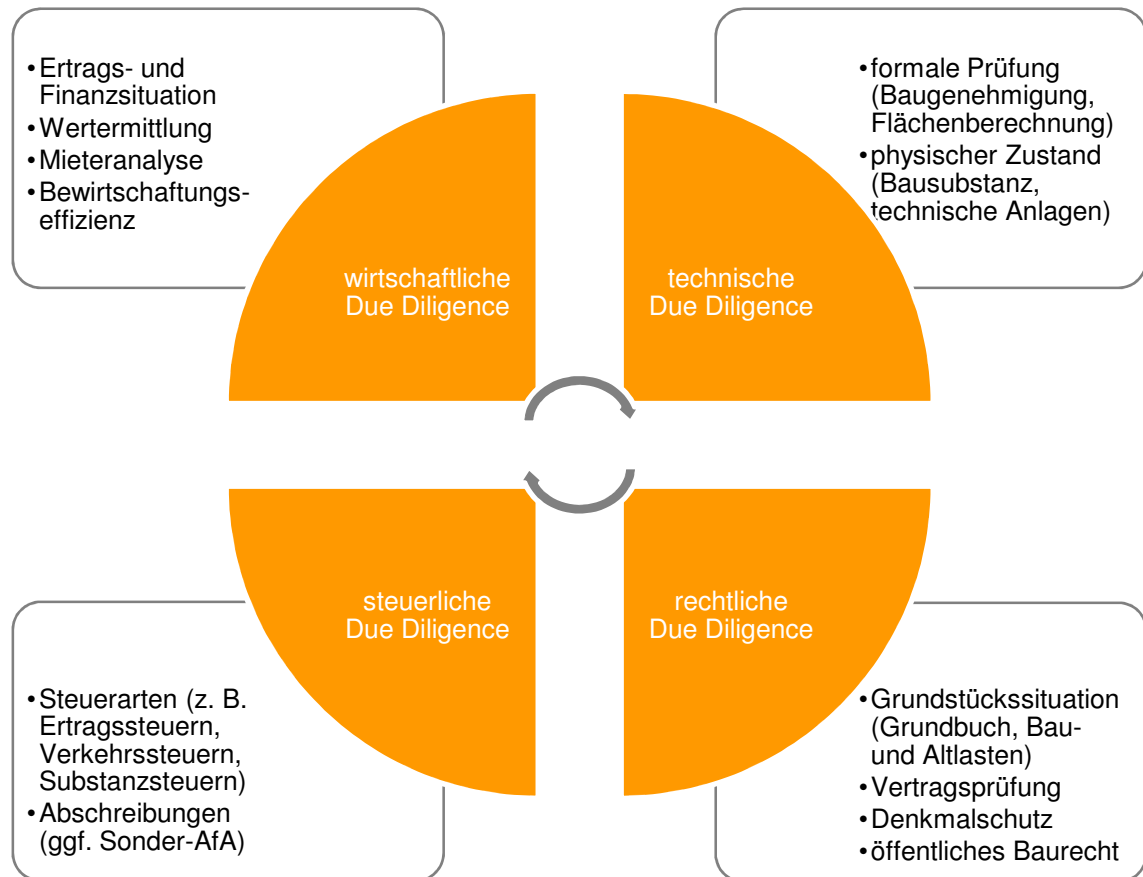 •Ertrags- und
Finanzsituation
•Wertermittlung
•Mieteranalyse
•Bewirtschaftungs-
effizienz
•formale Prüfung
(Baugenehmigung,
Flächenberechnung)
•physischer Zustand
(Bausubstanz,
technische Anlagen)
wirtschaftliche
Due Diligence
technische
Due Diligence
steuerliche
Due Diligence
rechtliche
Due Diligence
•Steuerarten (z. B.
Ertragssteuern,
Verkehrssteuern,
Substanzsteuern)
•Abschreibungen
(ggf. Sonder-AfA)
•Grundstückssituation
(Grundbuch, Bau-
und Altlasten)
•Vertragsprüfung
•Denkmalschutz
•öffentliches Baurecht